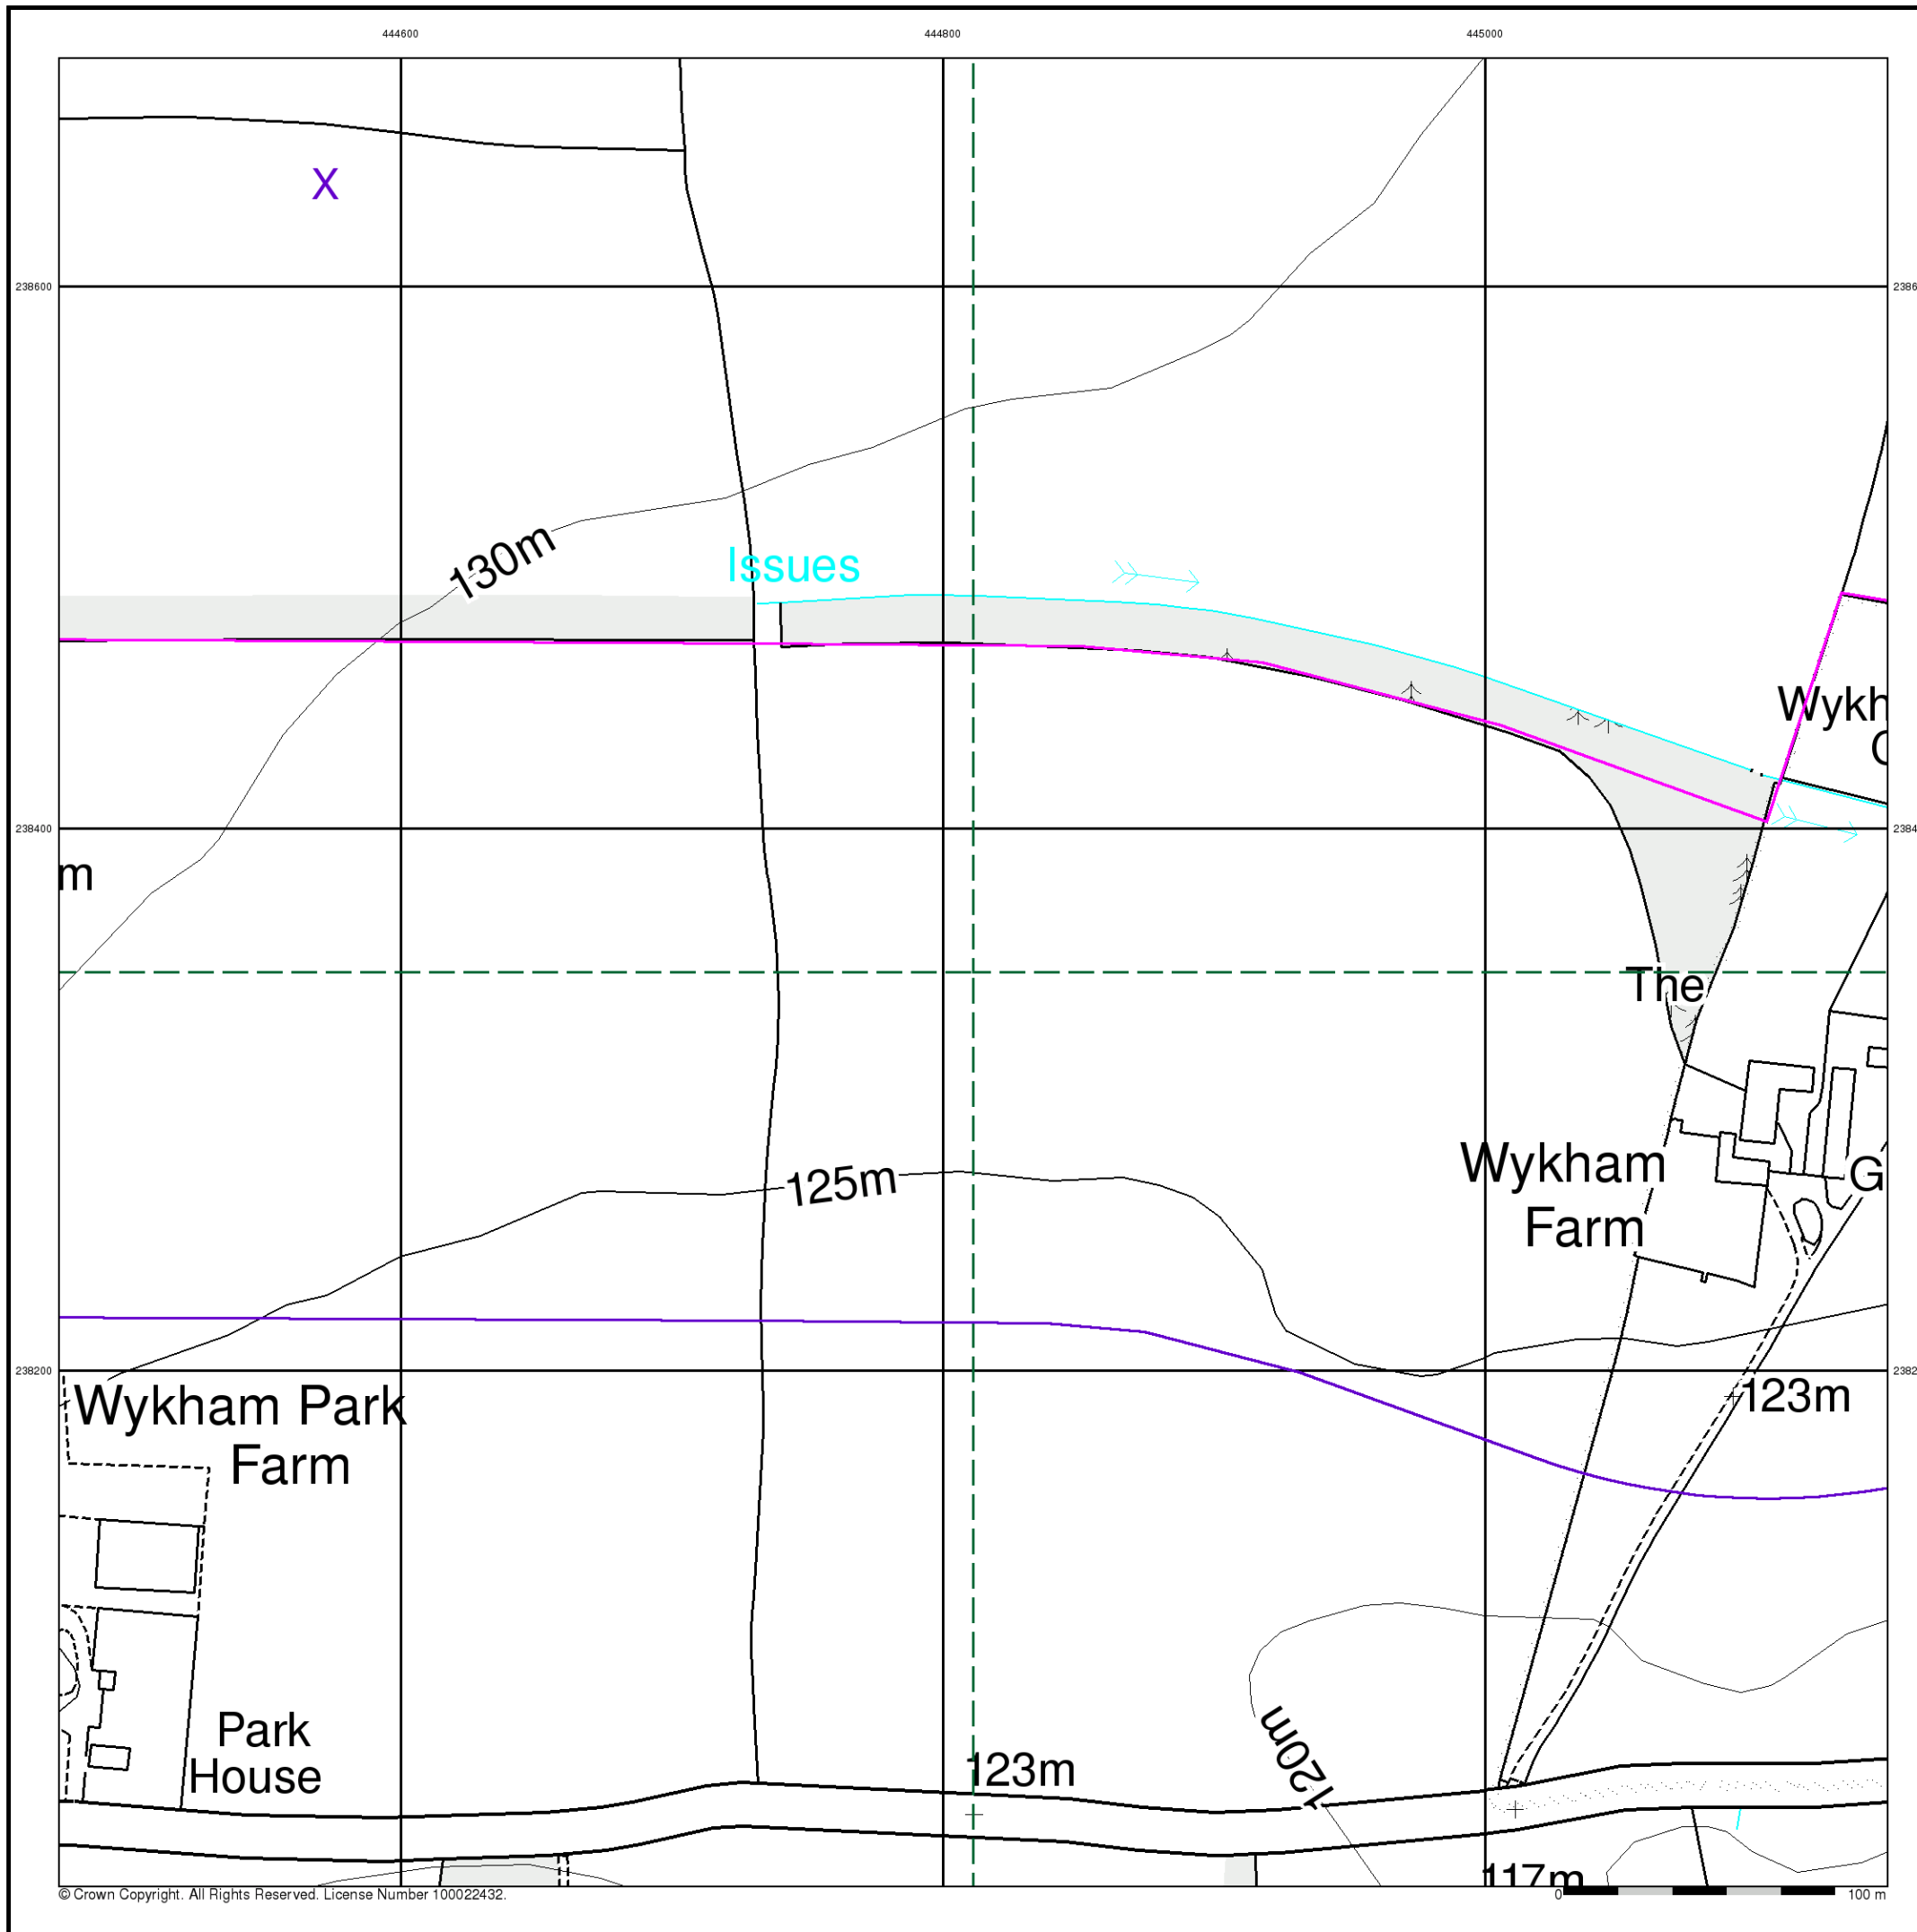 444600 444800 445000
X
238600
130m
Issues
Wykh
238400
m
The
125m
Wykham
Farm
G
238200
123m
Wykham Park
Farm
Park
House
123m
120m
117m
© Crown Copyright. All Rights Reserved. License Number 100022432.
0 100 m